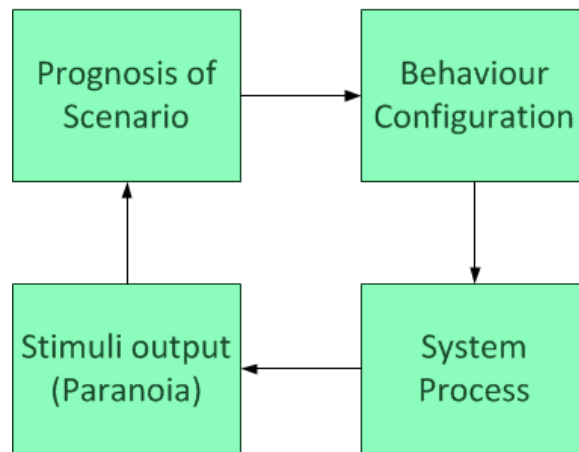 Prognosis of
Scenario
Behaviour
Configuration
Stimuli output
(Paranoia)
System
Process